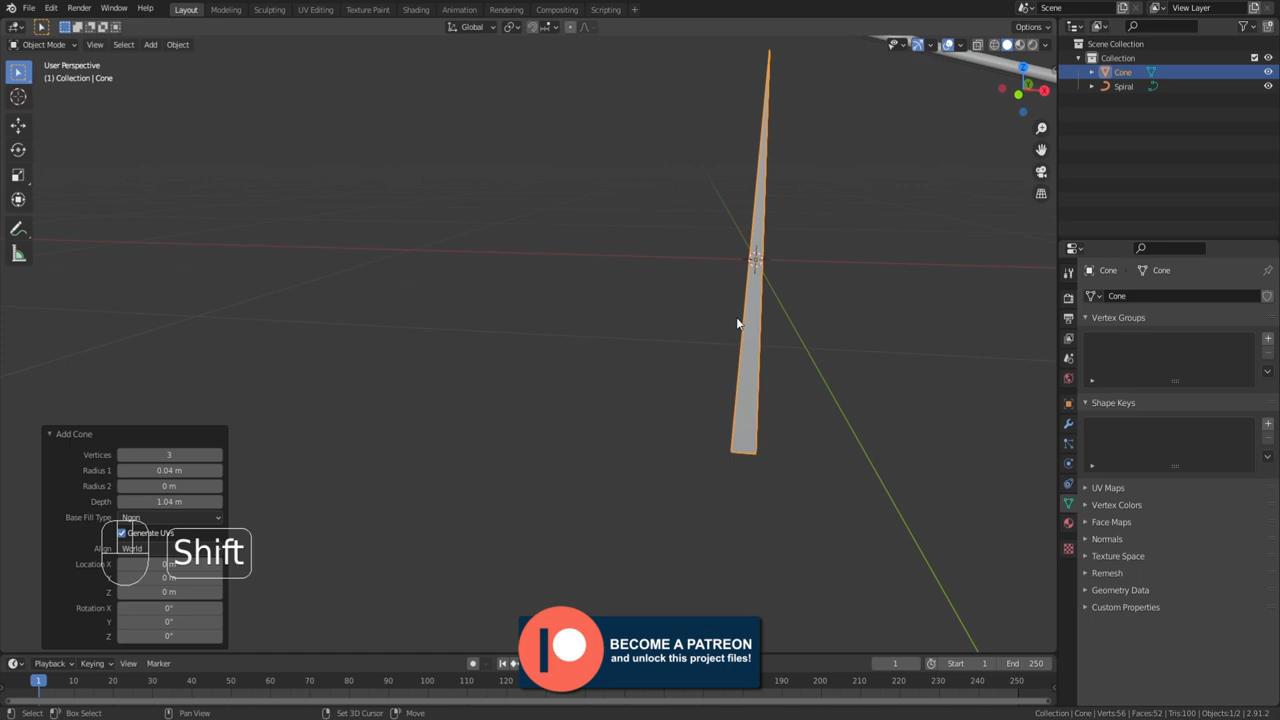 File Edit Render Window Help Layout Modeling Sculpting UV Editing Texture Paint Shading Animation Rendering Compositing Scripting + Scene View Layer
Global Options
Object Mode View Select Add Object
User Perspective
(1) Collection | Cone
Scene Collection
Collection
Cone
Spiral
Z
Y
X
Cone Cone
Cone
Vertex Groups
Shape Keys
UV Maps
Vertex Colors
Face Maps
Normals
Texture Space
Remesh
Geometry Data
Custom Properties
Add Cone
Vertices 3
Radius 1 0.04 m
Radius 2 0 m
Depth 1.04 m
Base Fill Type Ngon
Generate UVs
Align World
Location X 0 m
0 m
Z 0 m
Rotation X 0°
Y 0°
Z 0°
Shift
BECOME A PATREON
and unlock this project files!
Playback Keying View Marker 1 Start 1 End 250
1 10 20 30 40 50 60 70 80 90 100 110 120 180 190 200 210 220 230 240 250
Select Box Select Pan View Set 3D Cursor Move Collection | Cone | Verts:56 | Faces:52 | Tris:100 | Objects:1/2 | 2.91.2